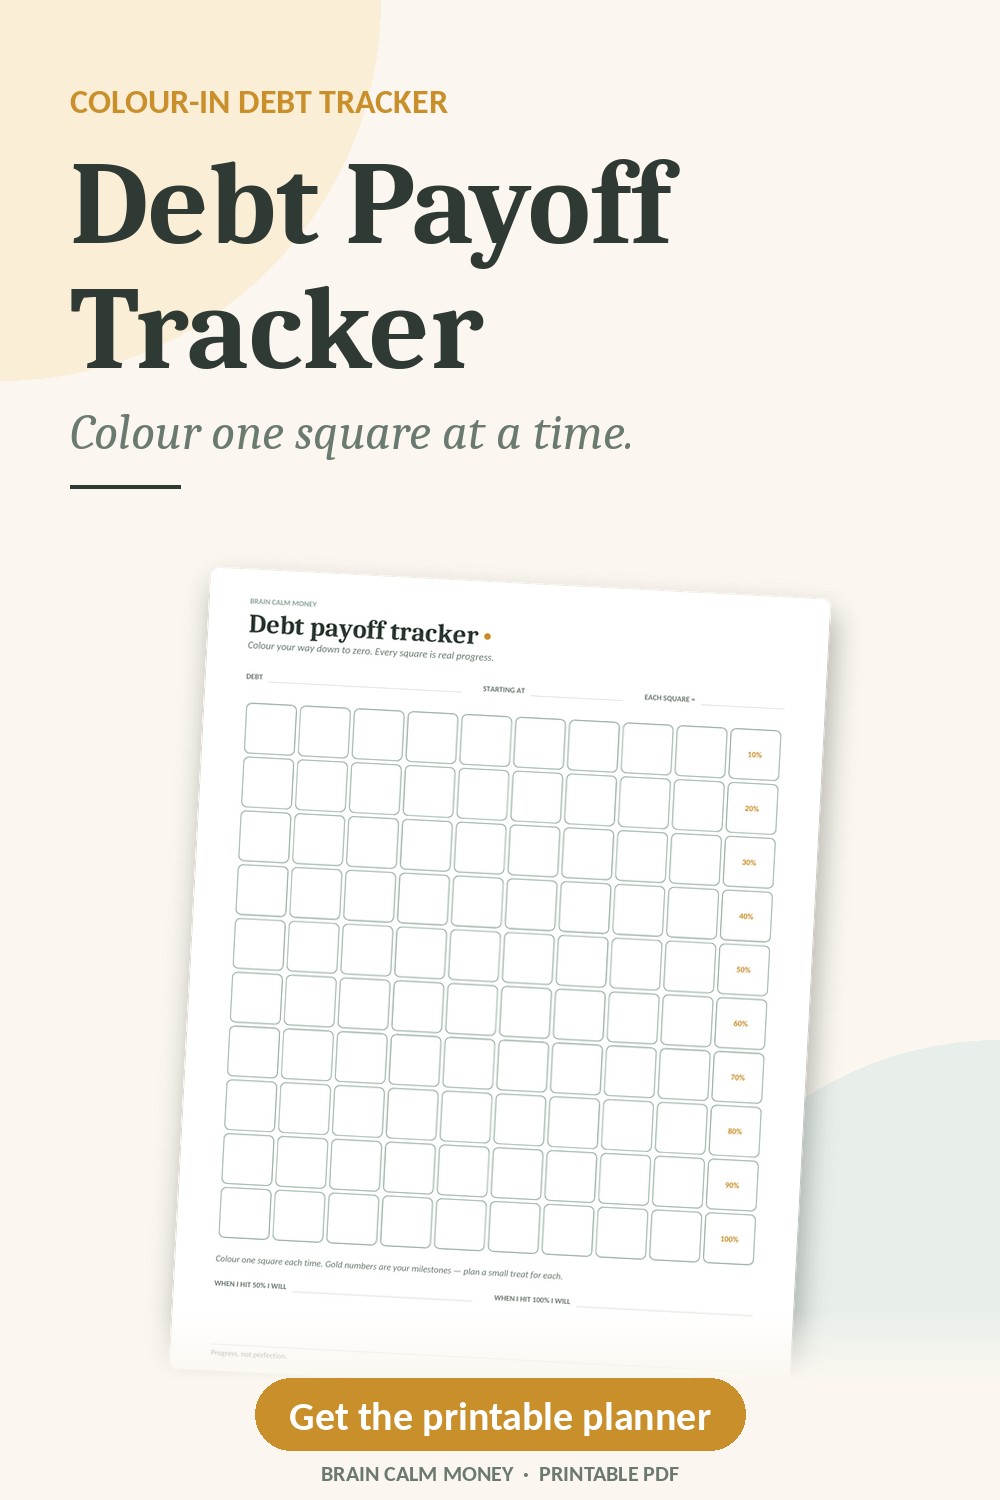 COLOUR-IN DEBT TRACKER
Debt Payoff
Tracker
Colour one square at a time.
BRAIN CALM MONEY
Debt payoff tracker •
Colour your way down to zero. Every square is real progress.
DEBT STARTING AT EACH SQUARE =
10%
20%
30%
40%
50%
60%
70%
80%
90%
100%
Colour one square each time. Gold numbers are your milestones — plan a small treat for each.
WHEN I HIT 50% I WILL WHEN I HIT 100% I WILL
Progress, not perfection.
Get the printable planner
BRAIN CALM MONEY · PRINTABLE PDF